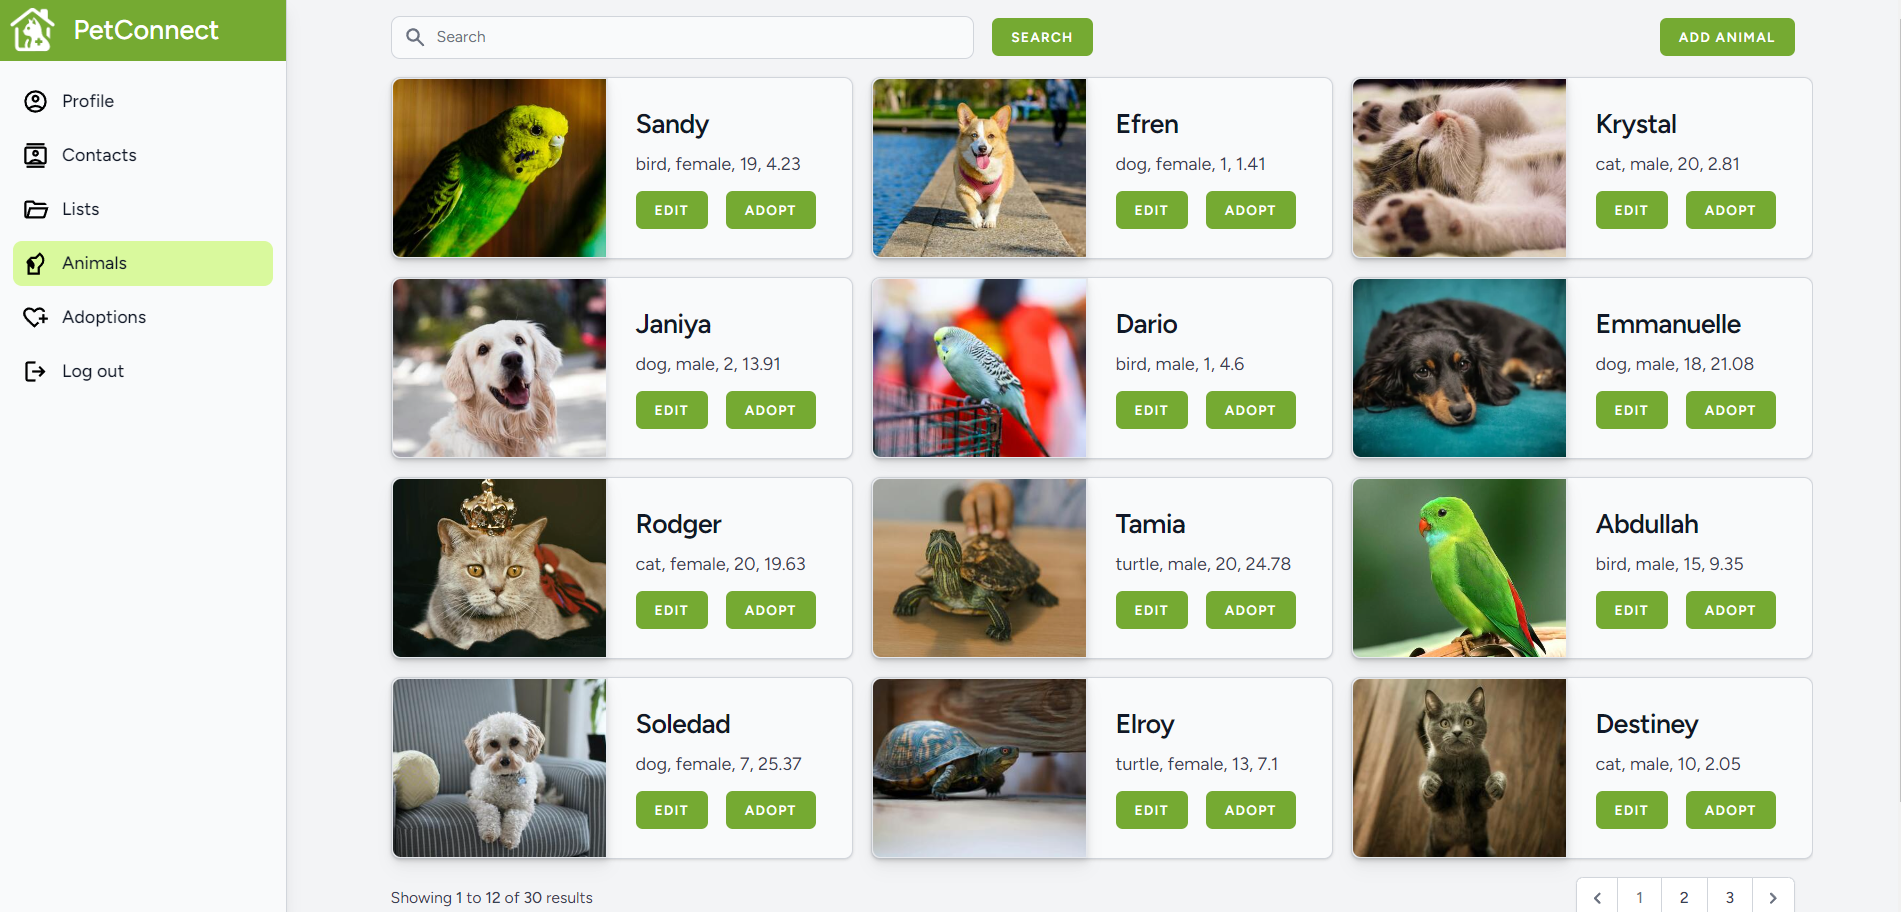 PetConnect
Profile
Contacts
Lists
Animals
Adoptions
Log out
Search
SEARCH
ADD ANIMAL
Sandy
bird, female, 19, 4.23
EDIT
ADOPT
Efren
dog, female, 1, 1.41
EDIT
ADOPT
Krystal
cat, male, 20, 2.81
EDIT
ADOPT
Janiya
dog, male, 2, 13.91
EDIT
ADOPT
Dario
bird, male, 1, 4.6
EDIT
ADOPT
Emmanuelle
dog, male, 18, 21.08
EDIT
ADOPT
Rodger
cat, female, 20, 19.63
EDIT
ADOPT
Tamia
turtle, male, 20, 24.78
EDIT
ADOPT
Abdullah
bird, male, 15, 9.35
EDIT
ADOPT
Soledad
dog, female, 7, 25.37
EDIT
ADOPT
Elroy
turtle, female, 13, 7.1
EDIT
ADOPT
Destiney
cat, male, 10, 2.05
EDIT
ADOPT
Showing 1 to 12 of 30 results
1 2 3